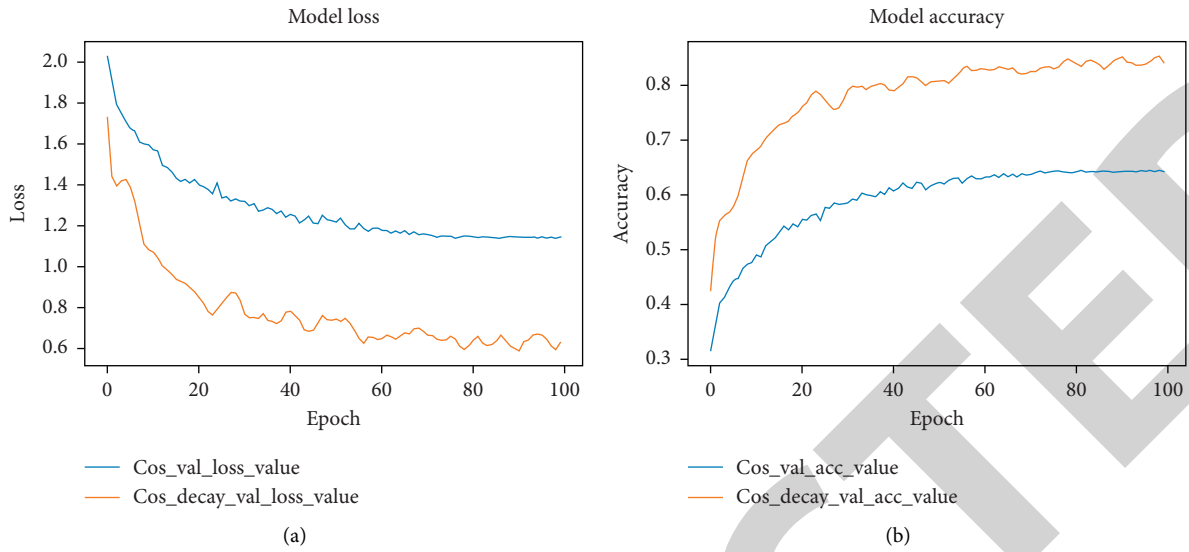 Model loss
2.0
1.8
1.6
1.4
1.2
1.0
0.8
0.6
Loss
0 20 40 60 80 100
Epoch
Cos_val_loss_value
Cos_decay_val_loss_value
(a)
Model accuracy
0.8
0.7
0.6
0.5
0.4
0.3
Accuracy
0 20 40 60 80 100
Epoch
Cos_val_acc_value
Cos_decay_val_acc_value
(b)